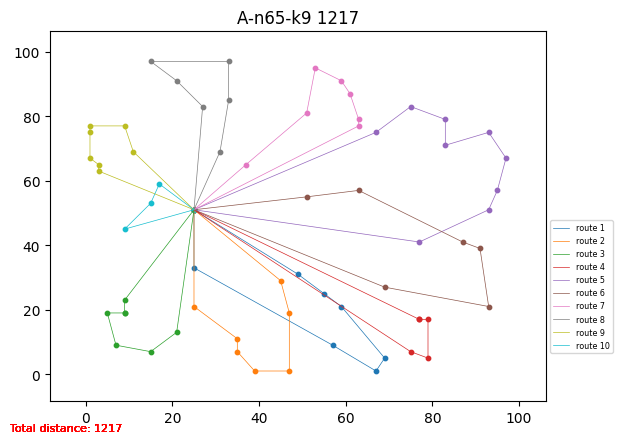 A-n65-k9 1217
100
80
60
40
20
0
0 20 40 60 80 100
route 1
route 2
route 3
route 4
route 5
route 6
route 7
route 8
route 9
route 10
Total distance: 1217